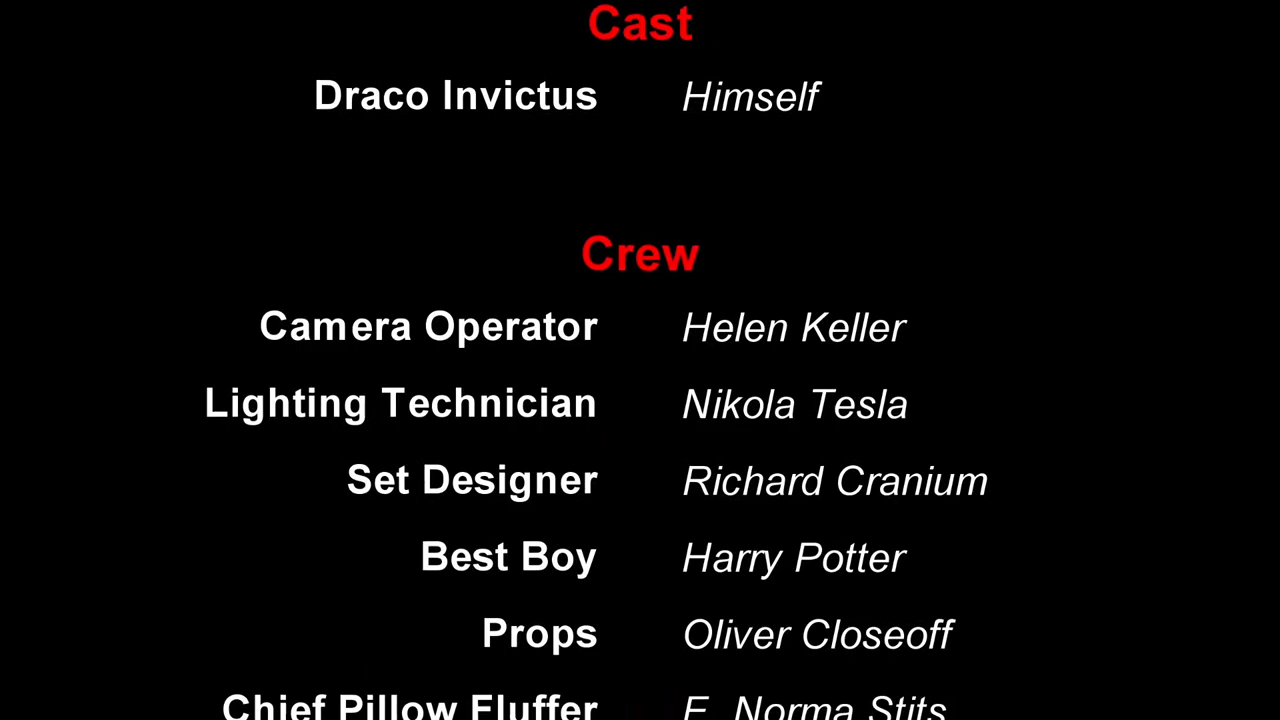 Cast
Draco Invictus Himself
Crew
Camera Operator Helen Keller
Lighting Technician Nikola Tesla
Set Designer Richard Cranium
Best Boy Harry Potter
Props Oliver Closeoff
Chief Pillow Fluffer E. Norma Stits